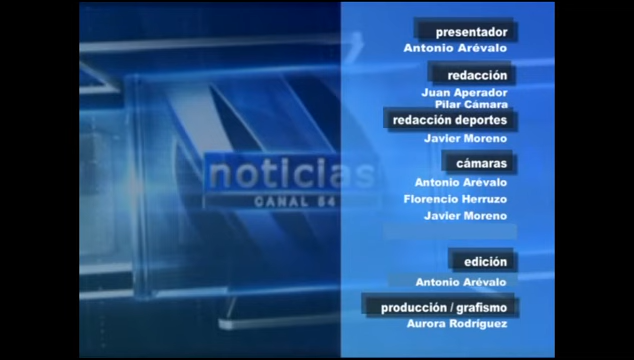 presentador
Antonio Arévalo
redacción
Juan Aperador
Pilar Cámara
redacción deportes
Javier Moreno
cámaras
Antonio Arévalo
Florencio Herruzo
Javier Moreno
edición
Antonio Arévalo
producción / grafismo
Aurora Rodríguez
noticias
CANAL 54